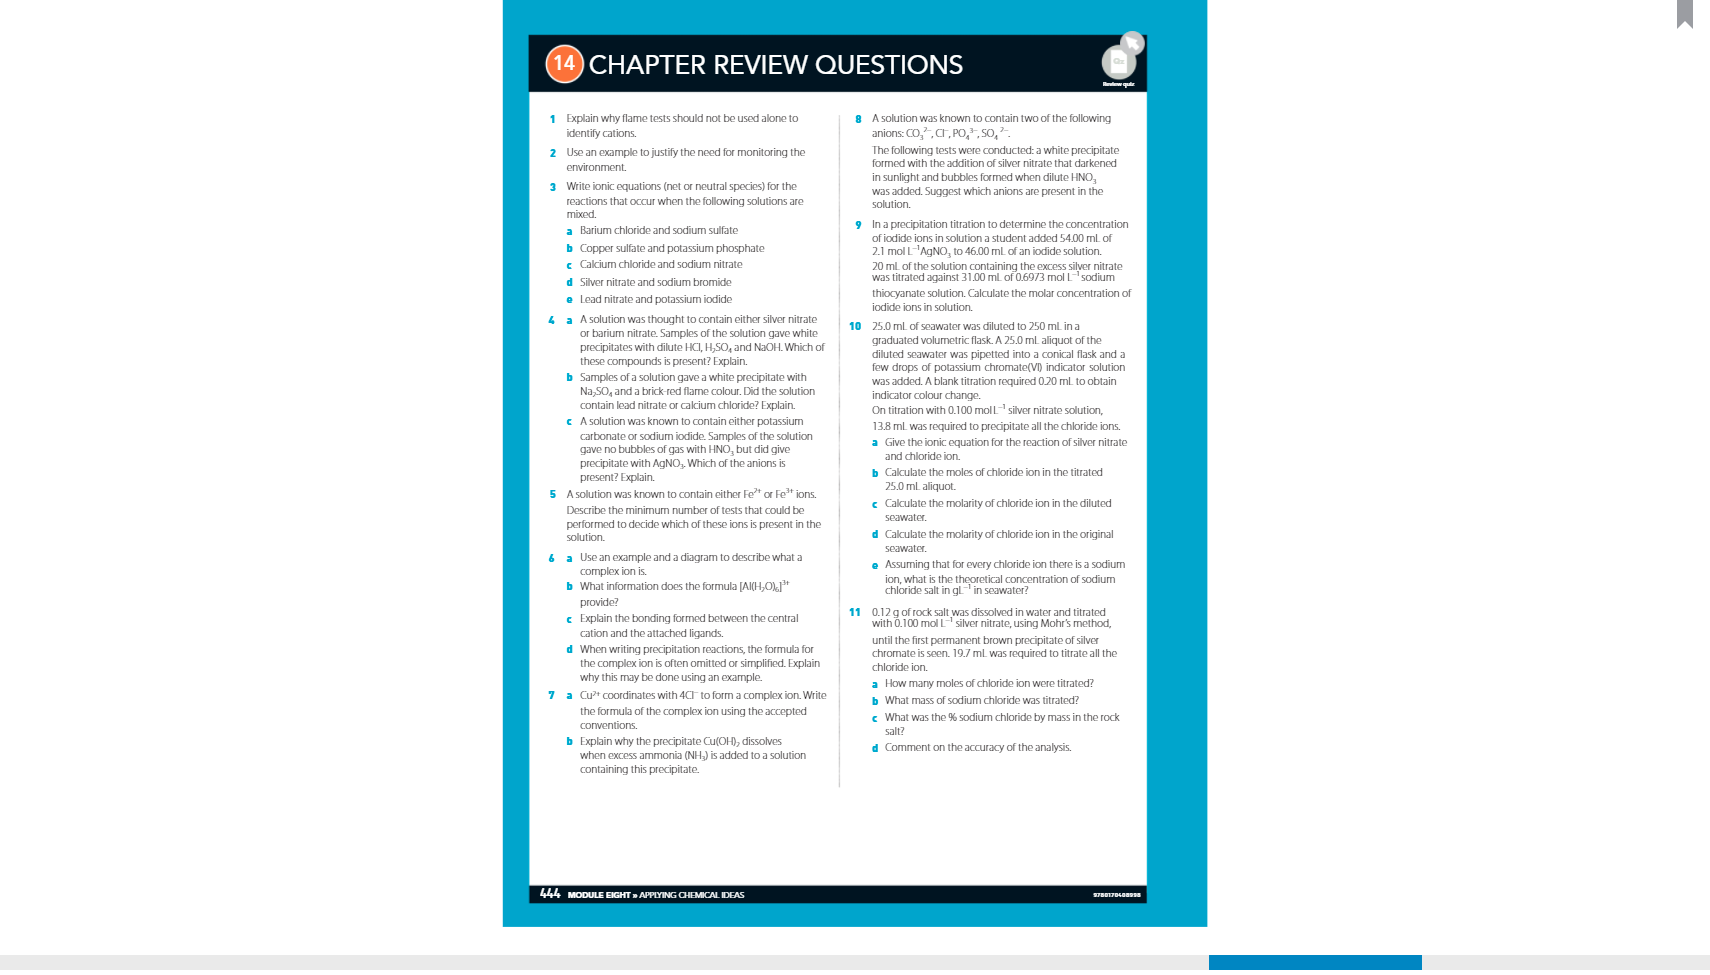 14 CHAPTER REVIEW QUESTIONS
Review quiz
1 Explain why flame tests should not be used alone to
identify cations.
2 Use an example to justify the need for monitoring the
environment.
3 Write ionic equations (net or neutral species) for the
reactions that occur when the following solutions are
mixed.
a Barium chloride and sodium sulfate
b Copper sulfate and potassium phosphate
c Calcium chloride and sodium nitrate
d Silver nitrate and sodium bromide
e Lead nitrate and potassium iodide
4 a A solution was thought to contain either silver nitrate
or barium nitrate. Samples of the solution gave white
precipitates with dilute HCl, H₂SO₄ and NaOH. Which of
these compounds is present? Explain.
b Samples of a solution gave a white precipitate with
Na₂SO₄ and a brick-red flame colour. Did the solution
contain lead nitrate or calcium chloride? Explain.
c A solution was known to contain either potassium
carbonate or sodium iodide. Samples of the solution
gave no bubbles of gas with HNO₃ but did give
precipitate with AgNO₃. Which of the anions is
present? Explain.
5 A solution was known to contain either Fe²⁺ or Fe³⁺ ions.
Describe the minimum number of tests that could be
performed to decide which of these ions is present in the
solution.
6 a Use an example and a diagram to describe what a
complex ion is.
b What information does the formula [Al(H₂O)₆]³⁺
provide?
c Explain the bonding formed between the central
cation and the attached ligands.
d When writing precipitation reactions, the formula for
the complex ion is often omitted or simplified. Explain
why this may be done using an example.
7 a Cu²⁺ coordinates with 4Cl⁻ to form a complex ion. Write
the formula of the complex ion using the accepted
conventions.
b Explain why the precipitate Cu(OH)₂ dissolves
when excess ammonia (NH₃) is added to a solution
containing this precipitate.
8 A solution was known to contain two of the following
anions: CO₃²⁻, Cl⁻, PO₄³⁻, SO₄²⁻.
The following tests were conducted: a white precipitate
formed with the addition of silver nitrate that darkened
in sunlight and bubbles formed when dilute HNO₃
was added. Suggest which anions are present in the
solution.
9 In a precipitation titration to determine the concentration
of iodide ions in solution a student added 54.00 mL of
2.1 mol L⁻¹AgNO₃ to 46.00 mL of an iodide solution.
20 mL of the solution containing the excess silver nitrate
was titrated against 31.00 mL of 0.6973 mol L⁻¹ sodium
thiocyanate solution. Calculate the molar concentration of
iodide ions in solution.
10 25.0 mL of seawater was diluted to 250 mL in a
graduated volumetric flask. A 25.0 mL aliquot of the
diluted seawater was pipetted into a conical flask and a
few drops of potassium chromate(VI) indicator solution
was added. A blank titration required 0.20 mL to obtain
indicator colour change.
On titration with 0.100 mol L⁻¹ silver nitrate solution,
13.8 mL was required to precipitate all the chloride ions.
a Give the ionic equation for the reaction of silver nitrate
and chloride ion.
b Calculate the moles of chloride ion in the titrated
25.0 mL aliquot.
c Calculate the molarity of chloride ion in the diluted
seawater.
d Calculate the molarity of chloride ion in the original
seawater.
e Assuming that for every chloride ion there is a sodium
ion, what is the theoretical concentration of sodium
chloride salt in gL⁻¹ in seawater?
11 0.12 g of rock salt was dissolved in water and titrated
with 0.100 mol L⁻¹ silver nitrate, using Mohr's method,
until the first permanent brown precipitate of silver
chromate is seen. 19.7 mL was required to titrate all the
chloride ion.
a How many moles of chloride ion were titrated?
b What mass of sodium chloride was titrated?
c What was the % sodium chloride by mass in the rock
salt?
d Comment on the accuracy of the analysis.
444 MODULE EIGHT » APPLYING CHEMICAL IDEAS
9780170408998